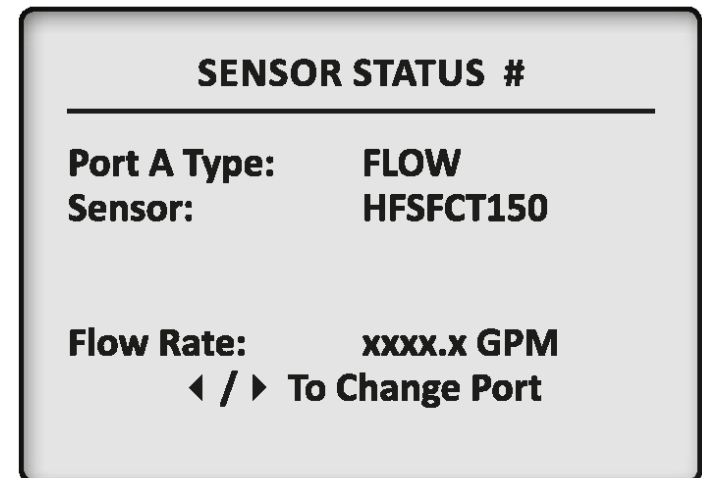 SENSOR STATUS #
Port A Type: FLOW
Sensor: HFSFCT150
Flow Rate: xxxx.x GPM
◀ / ▶ To Change Port